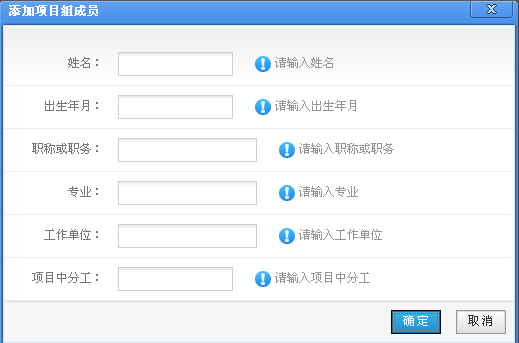 添加项目组成员
姓名： 请输入姓名
出生年月： 请输入出生年月
职称或职务： 请输入职称或职务
专业： 请输入专业
工作单位： 请输入工作单位
项目中分工： 请输入项目中分工
确定 取消